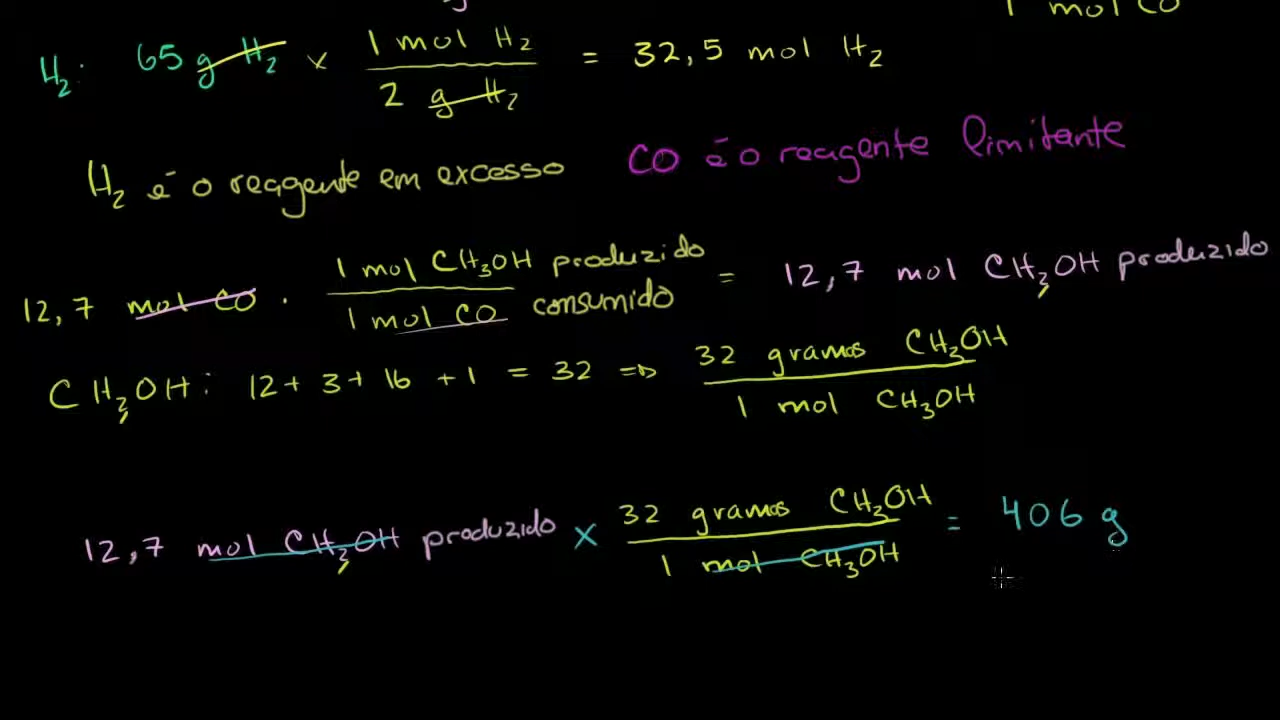 1 mol CO
H₂: 65 g H₂ × 1 mol H₂ / 2 g H₂ = 32,5 mol H₂
H₂ é o reagente em excesso CO é o reagente limitante
12,7 mol CO . 1 mol CH₃OH produzido / 1 mol CO consumido = 12,7 mol CH₃OH produzido
CH₃OH: 12 + 3 + 16 + 1 = 32 ⇒ 32 gramas CH₃OH / 1 mol CH₃OH
12,7 mol CH₃OH produzido × 32 gramas CH₃OH / 1 mol CH₃OH = 406 g